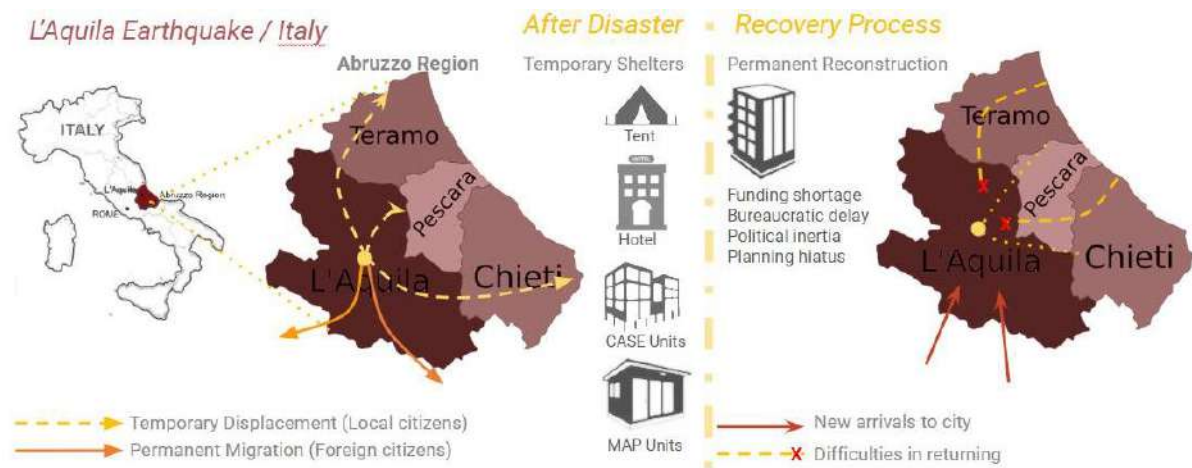 L'Aquila Earthquake / Italy
After Disaster
Recovery Process
Abruzzo Region
Temporary Shelters
Permanent Reconstruction
ITALY
L'Aquila
Abruzzo Region
ROME
Teramo
Pescara
L'Aquila
Chieti
Tent
HOTEL
Hotel
CASE Units
MAP Units
Funding shortage
Bureaucratic delay
Political inertia
Planning hiatus
Teramo
Pescara
X
X
L'Aquila
Chieti
Temporary Displacement (Local citizens)
Permanent Migration (Foreign citizens)
New arrivals to city
X Difficulties in returning